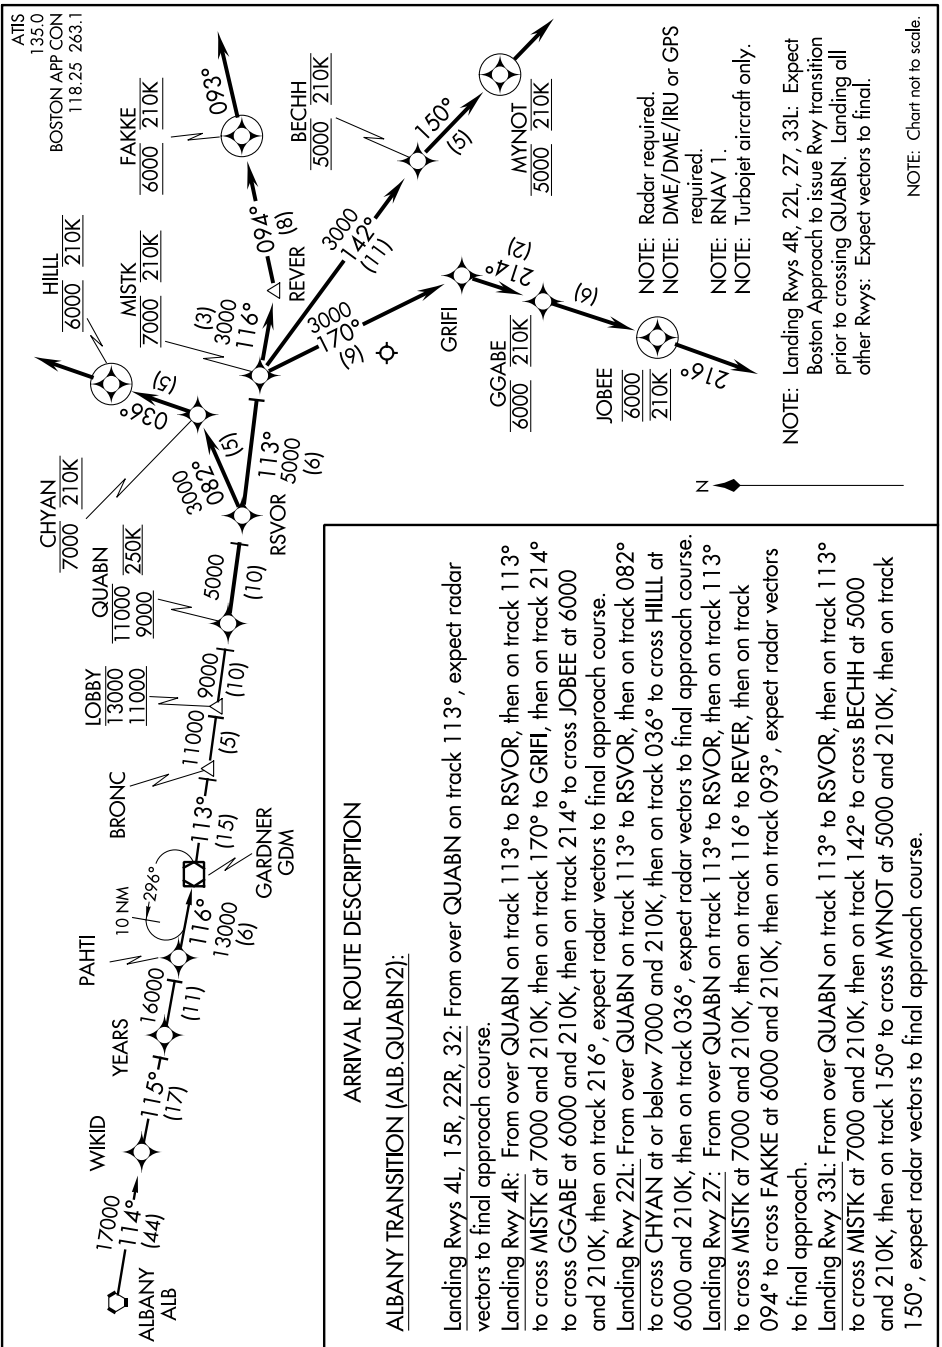 ATIS
135.0
BOSTON APP CON
118.25 263.1
ALBANY
ALB
17000
114°
(44)
WIKID
115°
(17)
YEARS
16000
(11)
PAHTI
10 NM
296°
116°
13000
(6)
GARDNER
GDM
113°
(15)
BRONC
11000
(5)
LOBBY
13000
11000
9000
(10)
QUABN
11000 250K
9000
5000
(10)
RSVOR
3000
082°
(5)
CHYAN
7000 210K
036°
(5)
HILLL
6000 210K
113°
5000
(6)
MISTK
7000 210K
(3)
3000
116°
REVER
094°
(8)
FAKKE
6000 210K
093°
3000
142°
(11)
BECHH
5000 210K
150°
(5)
MYNOT
5000 210K
3000
170°
(9)
GRIFI
214°
(2)
GGABE
6000 210K
(6)
JOBEE
6000
210K
216°
N
NOTE: Radar required.
NOTE: DME/DME/IRU or GPS
required.
NOTE: RNAV 1.
NOTE: Turbojet aircraft only.
NOTE: Landing Rwys 4R, 22L, 27, 33L: Expect
Boston Approach to issue Rwy transition
prior to crossing QUABN. Landing all
other Rwys: Expect vectors to final.
NOTE: Chart not to scale.
ARRIVAL ROUTE DESCRIPTION
ALBANY TRANSITION (ALB.QUABN2):
Landing Rwys 4L, 15R, 22R, 32: From over QUABN on track 113°, expect radar
vectors to final approach course.
Landing Rwy 4R: From over QUABN on track 113° to RSVOR, then on track 113°
to cross MISTK at 7000 and 210K, then on track 170° to GRIFI, then on track 214°
to cross GGABE at 6000 and 210K, then on track 214° to cross JOBEE at 6000
and 210K, then on track 216°, expect radar vectors to final approach course.
Landing Rwy 22L: From over QUABN on track 113° to RSVOR, then on track 082°
to cross CHYAN at or below 7000 and 210K, then on track 036° to cross HILLL at
6000 and 210K, then on track 036°, expect radar vectors to final approach course.
Landing Rwy 27: From over QUABN on track 113° to RSVOR, then on track 113°
to cross MISTK at 7000 and 210K, then on track 116° to REVER, then on track
094° to cross FAKKE at 6000 and 210K, then on track 093°, expect radar vectors
to final approach.
Landing Rwy 33L: From over QUABN on track 113° to RSVOR, then on track 113°
to cross MISTK at 7000 and 210K, then on track 142° to cross BECHH at 5000
and 210K, then on track 150° to cross MYNOT at 5000 and 210K, then on track
150°, expect radar vectors to final approach course.